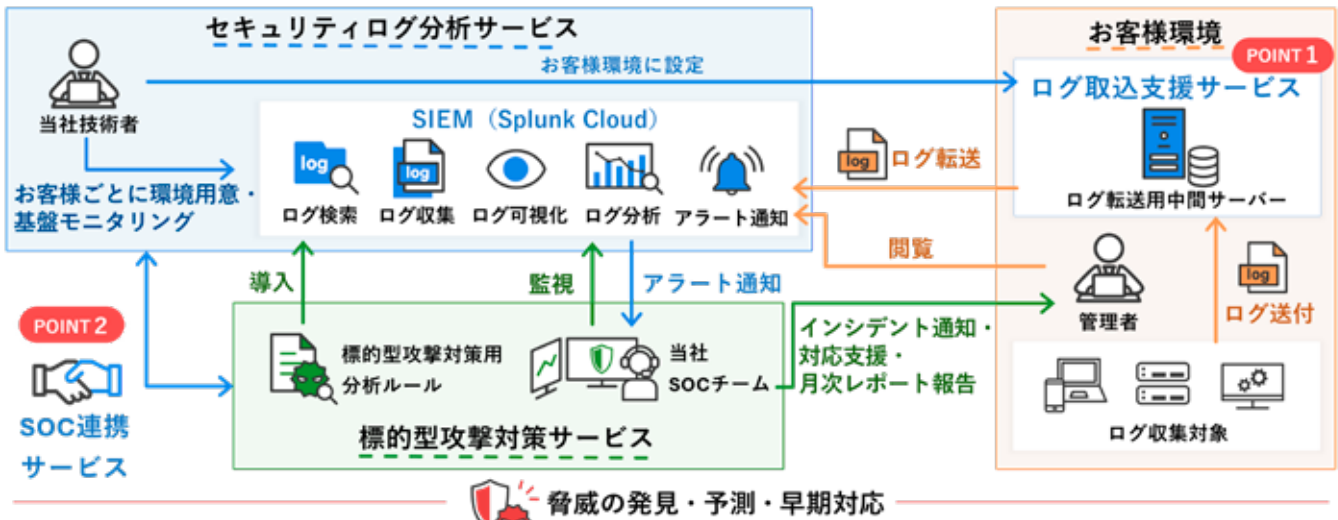 セキュリティログ分析サービス
当社技術者
お客様環境に設定
SIEM（Splunk Cloud）
log
log
ログ検索
ログ収集
ログ可視化
ログ分析
アラート通知
お客様ごとに環境用意・
基盤モニタリング
log
ログ転送
閲覧
お客様環境
POINT 1
ログ取込支援サービス
ログ転送用中間サーバー
管理者
log
ログ送付
ログ収集対象
導入
監視
アラート通知
POINT 2
SOC連携
サービス
標的型攻撃対策用
分析ルール
当社
SOCチーム
標的型攻撃対策サービス
インシデント通知・
対応支援・
月次レポート報告
脅威の発見・予測・早期対応